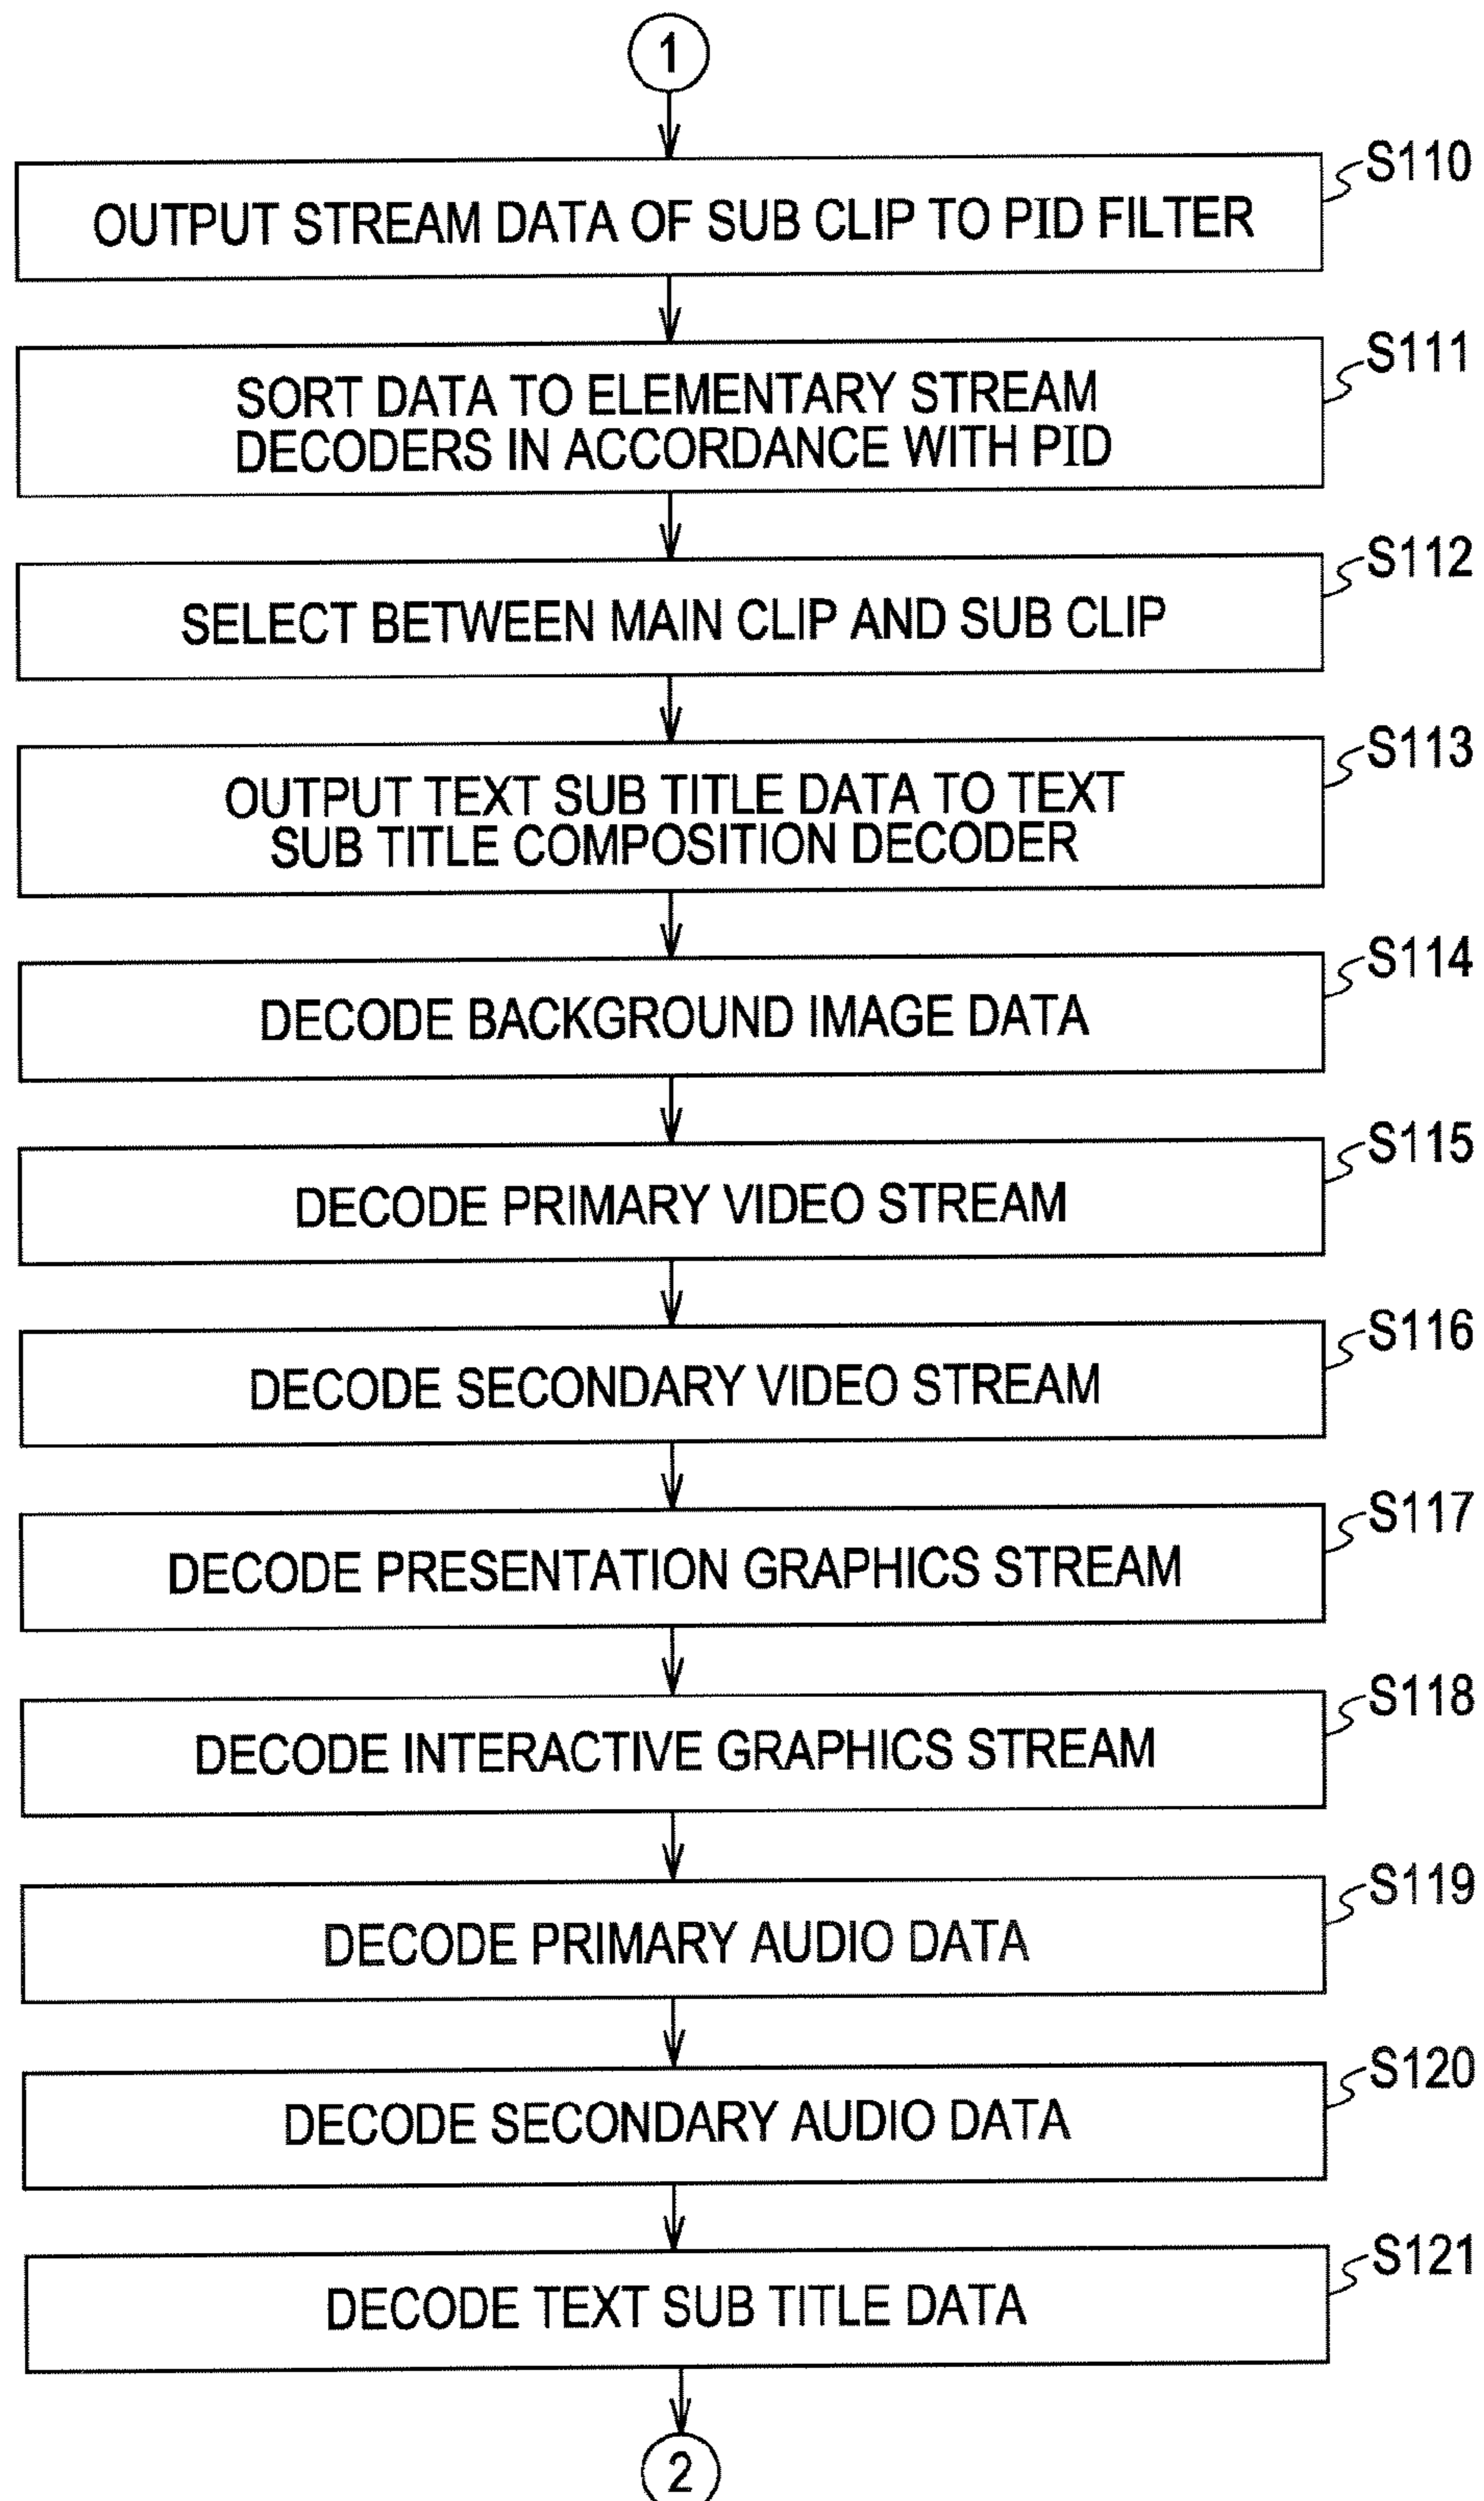 1
S110
OUTPUT STREAM DATA OF SUB CLIP TO PID FILTER
S111
SORT DATA TO ELEMENTARY STREAM
DECODERS IN ACCORDANCE WITH PID
S112
SELECT BETWEEN MAIN CLIP AND SUB CLIP
S113
OUTPUT TEXT SUB TITLE DATA TO TEXT
SUB TITLE COMPOSITION DECODER
S114
DECODE BACKGROUND IMAGE DATA
S115
DECODE PRIMARY VIDEO STREAM
S116
DECODE SECONDARY VIDEO STREAM
S117
DECODE PRESENTATION GRAPHICS STREAM
S118
DECODE INTERACTIVE GRAPHICS STREAM
S119
DECODE PRIMARY AUDIO DATA
S120
DECODE SECONDARY AUDIO DATA
S121
DECODE TEXT SUB TITLE DATA
2